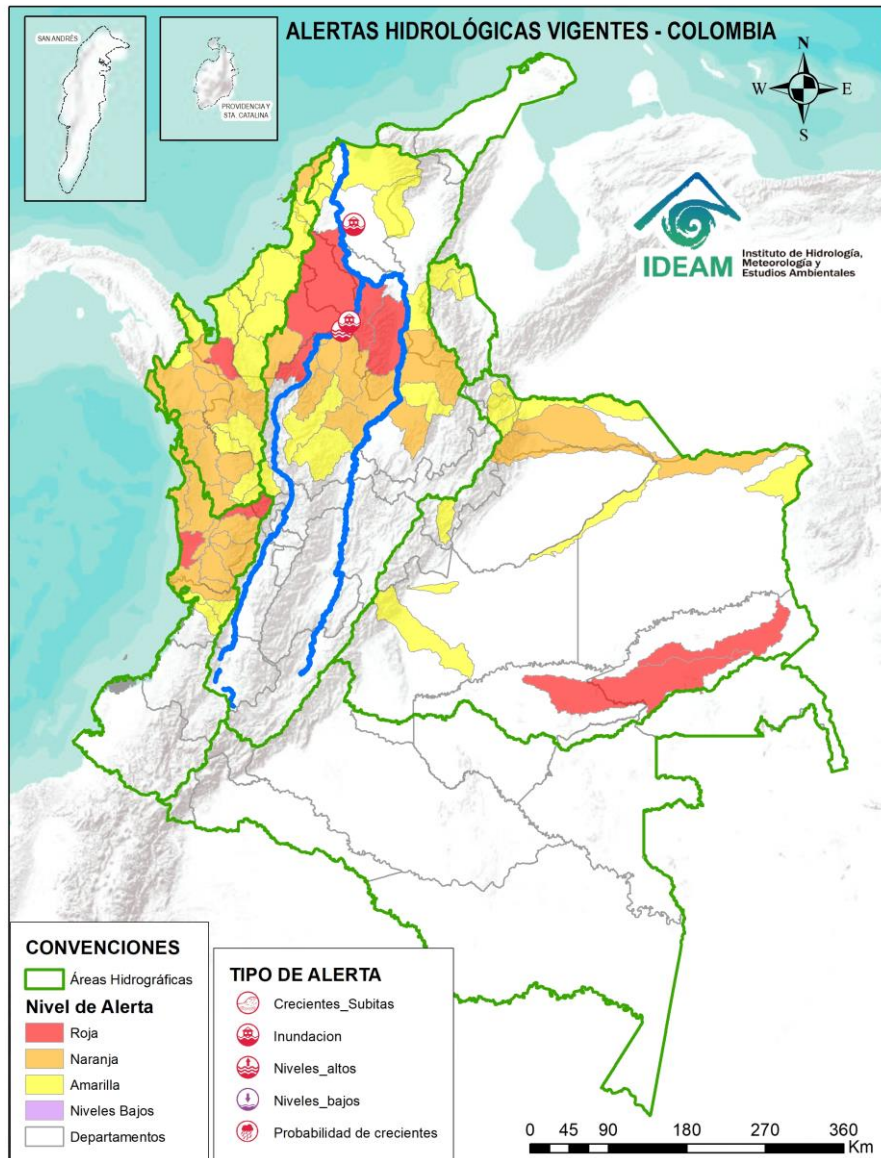 SAN ANDRÉS
PROVIDENCIA Y
STA. CATALINA
ALERTAS HIDROLÓGICAS VIGENTES - COLOMBIA
N
W
E
S
IDEAM
Instituto de Hidrología,
Meteorología y
Estudios Ambientales
CONVENCIONES
Áreas Hidrográficas
Nivel de Alerta
Roja
Naranja
Amarilla
Niveles Bajos
Departamentos
TIPO DE ALERTA
Crecientes_Subitas
Inundacion
Niveles_altos
Niveles_bajos
Probabilidad de crecientes
0 45 90 180 270 360
Km